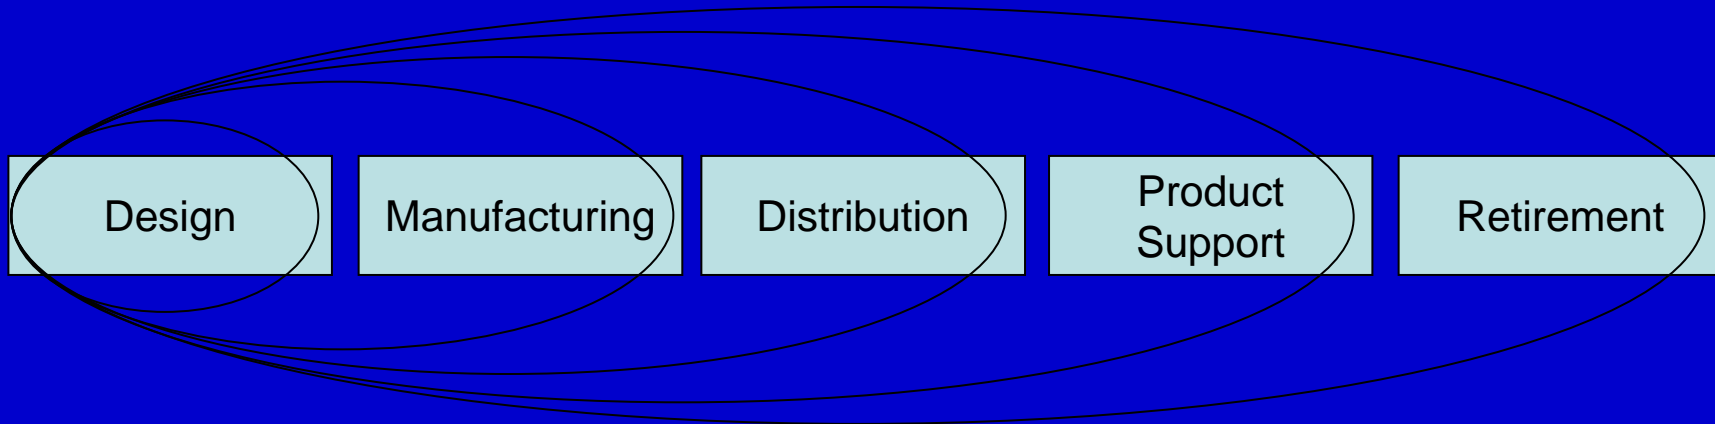 Design
Manufacturing
Distribution
Product
Support
Retirement